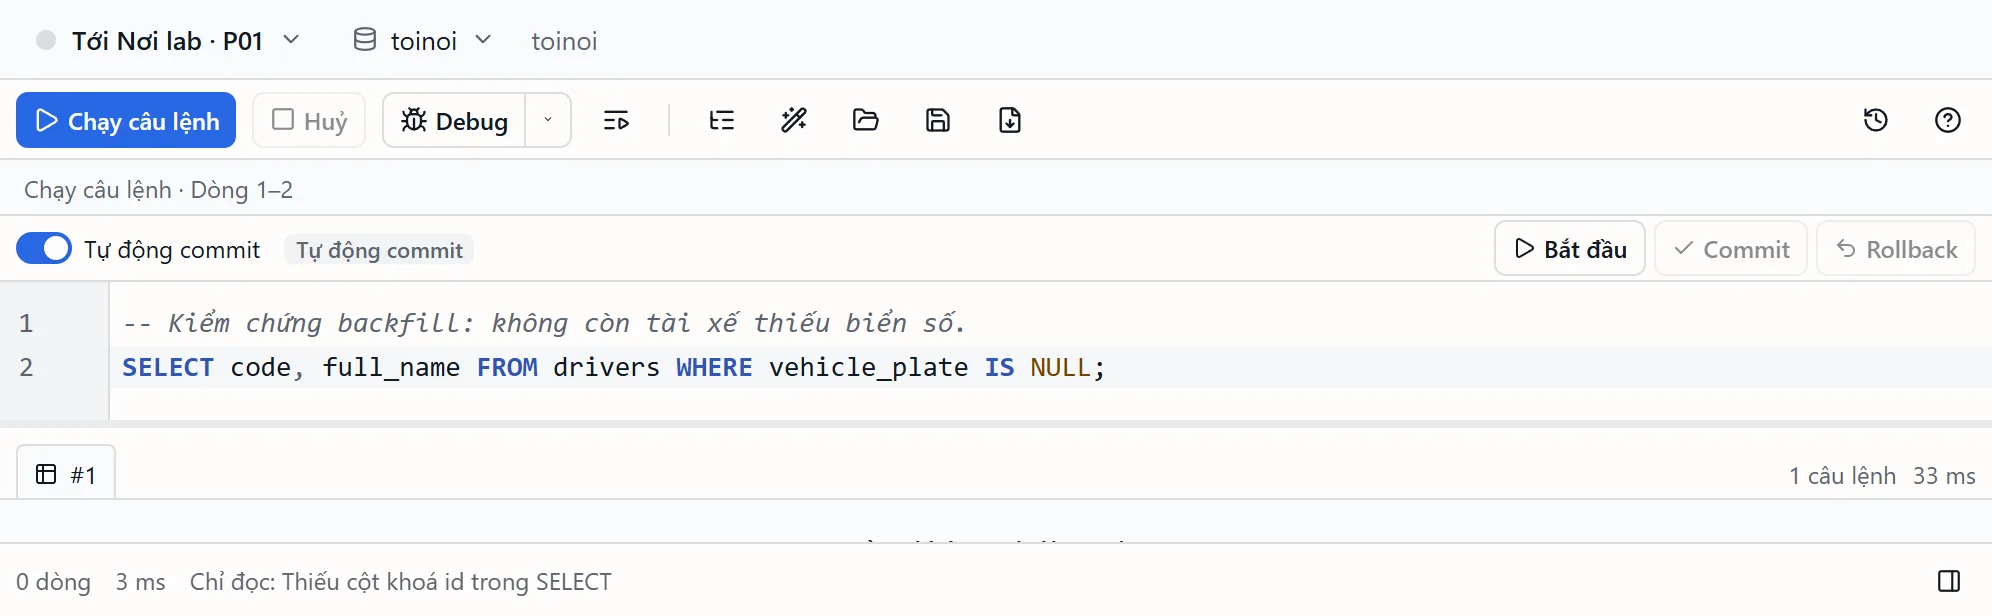 Tới Nơi lab · P01 toinoi toinoi
Chạy câu lệnh Huỷ Debug
Chạy câu lệnh · Dòng 1–2
Tự động commit Tự động commit Bắt đầu Commit Rollback
1 -- Kiểm chứng backfill: không còn tài xế thiếu biển số.
2 SELECT code, full_name FROM drivers WHERE vehicle_plate IS NULL;
#1 1 câu lệnh 33 ms
0 dòng 3 ms Chỉ đọc: Thiếu cột khoá id trong SELECT